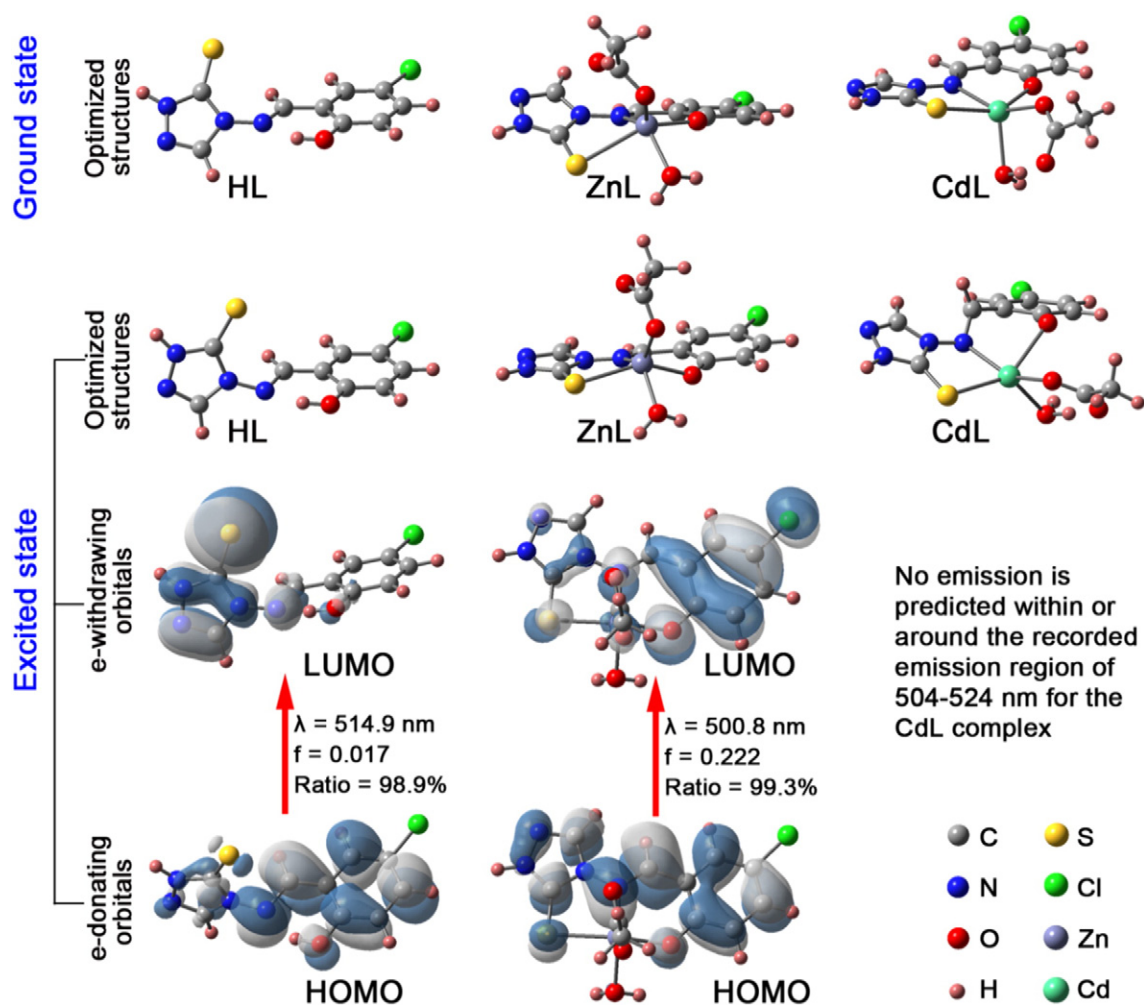 Ground state
Optimized
structures
HL
ZnL
CdL
Excited state
Optimized
structures
HL
ZnL
CdL
e-withdrawing
orbitals
LUMO
LUMO
No emission is
predicted within or
around the recorded
emission region of
504-524 nm for the
CdL complex
λ = 514.9 nm
f = 0.017
Ratio = 98.9%
λ = 500.8 nm
f = 0.222
Ratio = 99.3%
e-donating
orbitals
HOMO
HOMO
C
S
N
Cl
O
Zn
H
Cd